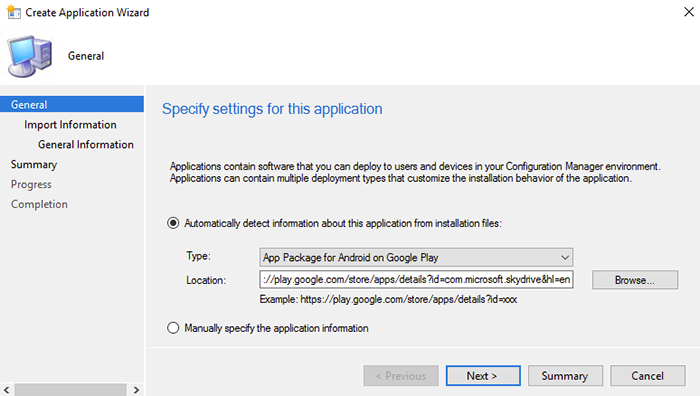 Create Application Wizard
General
General
Import Information
General Information
Summary
Progress
Completion
Specify settings for this application
Applications contain software that you can deploy to users and devices in your Configuration Manager environment.
Applications can contain multiple deployment types that customize the installation behavior of the application.
Automatically detect information about this application from installation files:
Type: App Package for Android on Google Play
Location: ://play.google.com/store/apps/details?id=com.microsoft.skydrive&hl=en Browse...
Example: https://play.google.com/store/apps/details?id=xxx
Manually specify the application information
< Previous Next > Summary Cancel